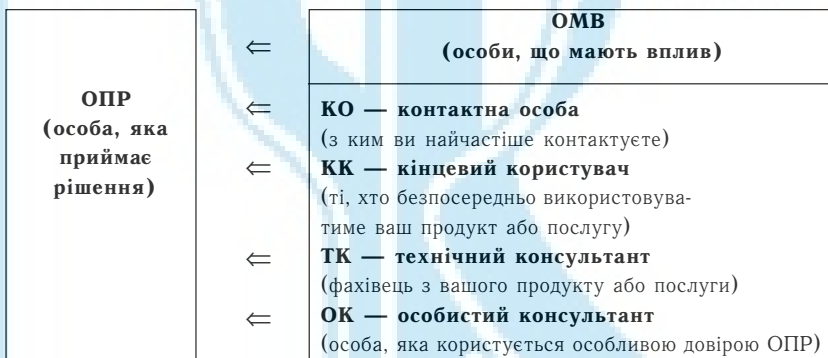 ОПР
(особа, яка
приймає
рішення)
⇐
⇐
⇐
⇐
⇐
ОМВ
(особи, що мають вплив)
КО — контактна особа
(з ким ви найчастіше контактуєте)
КК — кінцевий користувач
(ті, хто безпосередньо використовува-
тиме ваш продукт або послугу)
ТК — технічний консультант
(фахівець з вашого продукту або послуги)
ОК — особистий консультант
(особа, яка користується особливою довірою ОПР)